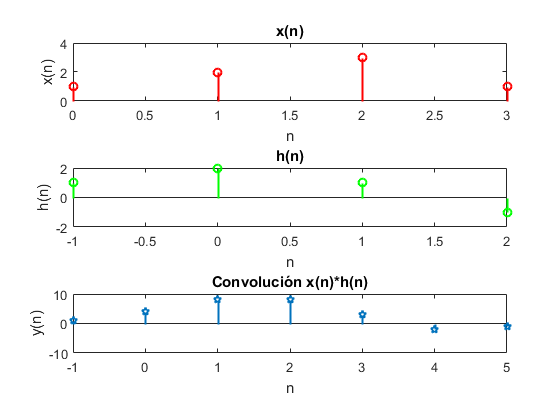 x(n)
4
2
0
x(n)
0 0.5 1 1.5 2 2.5 3
n
h(n)
2
0
-2
h(n)
-1 -0.5 0 0.5 1 1.5 2
n
Convolución x(n)*h(n)
10
0
-10
y(n)
-1 0 1 2 3 4 5
n